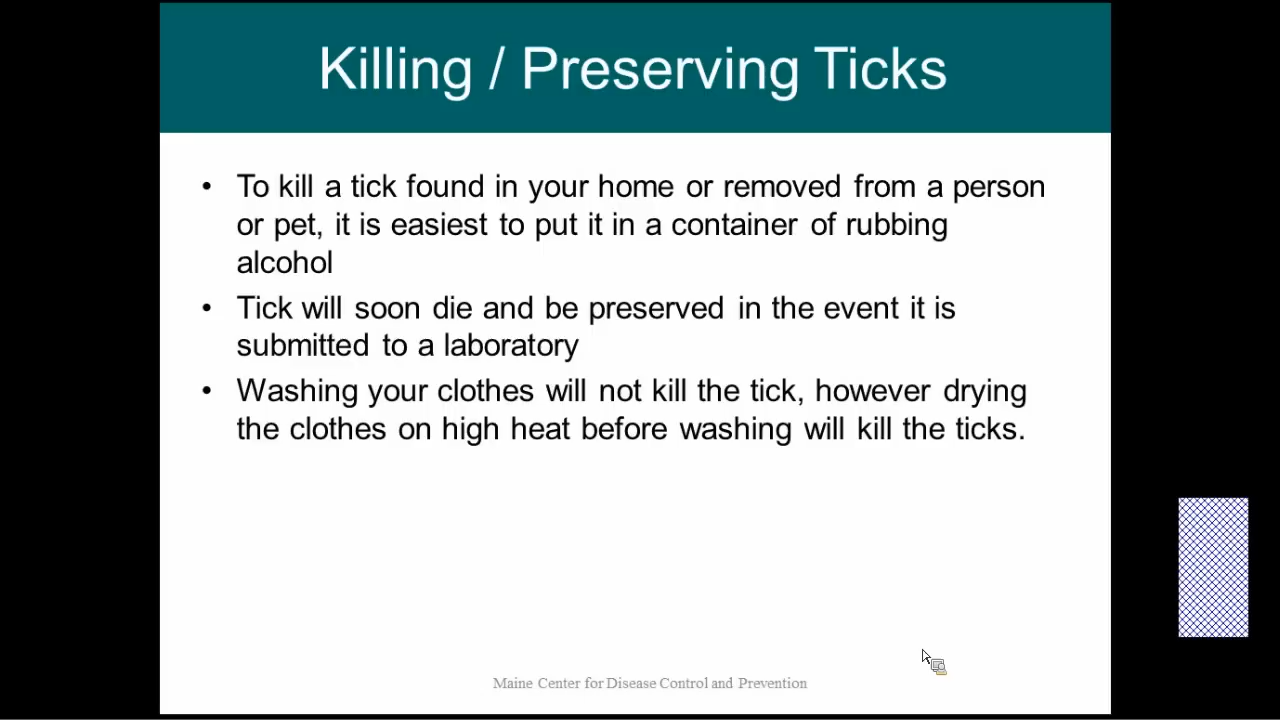 Killing / Preserving Ticks
• To kill a tick found in your home or removed from a person
or pet, it is easiest to put it in a container of rubbing
alcohol
• Tick will soon die and be preserved in the event it is
submitted to a laboratory
• Washing your clothes will not kill the tick, however drying
the clothes on high heat before washing will kill the ticks.
Maine Center for Disease Control and Prevention